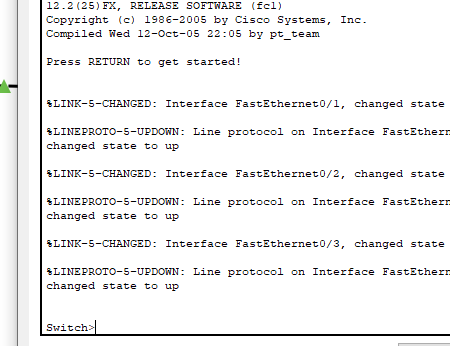 12.2(25)FX, RELEASE SOFTWARE (fc1)
Copyright (c) 1986-2005 by Cisco Systems, Inc.
Compiled Wed 12-Oct-05 22:05 by pt_team
Press RETURN to get started!
%LINK-5-CHANGED: Interface FastEthernet0/1, changed state
%LINEPROTO-5-UPDOWN: Line protocol on Interface FastEthern
changed state to up
%LINK-5-CHANGED: Interface FastEthernet0/2, changed state
%LINEPROTO-5-UPDOWN: Line protocol on Interface FastEthern
changed state to up
%LINK-5-CHANGED: Interface FastEthernet0/3, changed state
%LINEPROTO-5-UPDOWN: Line protocol on Interface FastEthern
changed state to up
Switch>